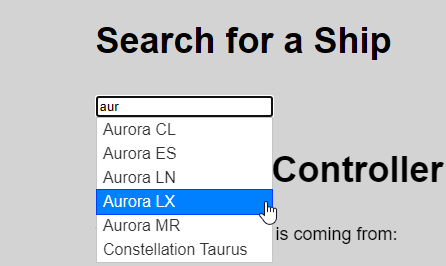 Search for a Ship
aur
Aurora CL
Aurora ES
Aurora LN
Controller
Aurora LX
Aurora MR
is coming from:
Constellation Taurus